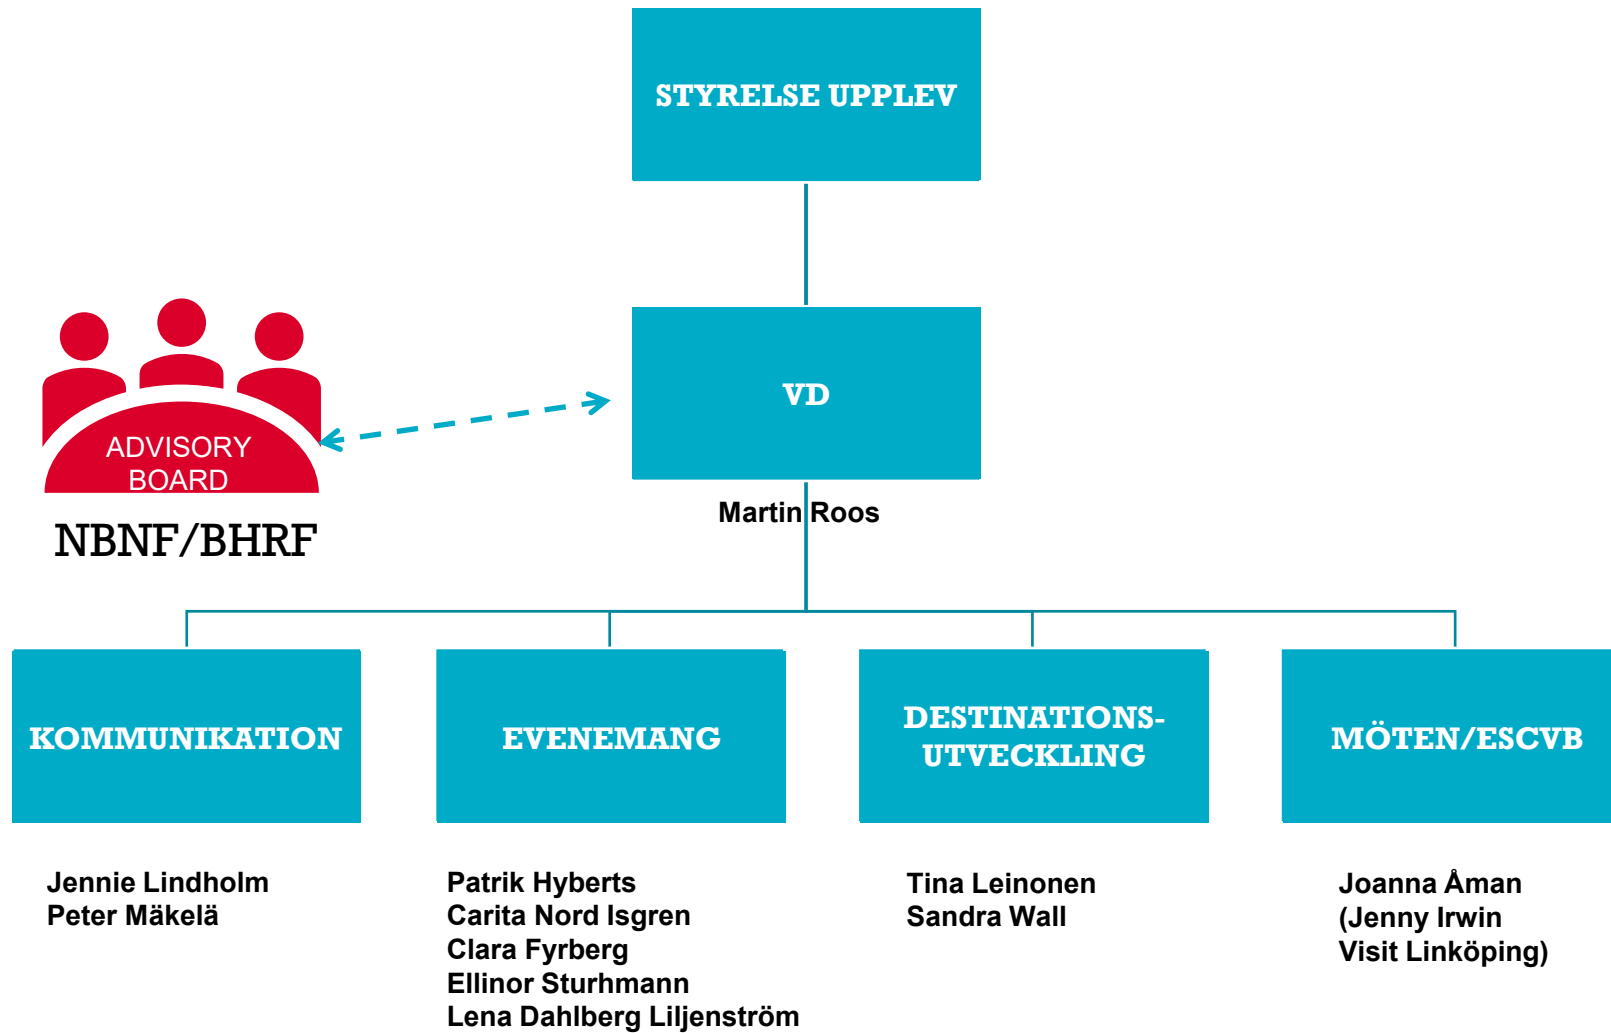 STYRELSE UPPLEV
VD
Martin Roos
ADVISORY
BOARD
NBNF/BHRF
KOMMUNIKATION
Jennie Lindholm
Peter Mäkelä
EVENEMANG
Patrik Hyberts
Carita Nord Isgren
Clara Fyrberg
Ellinor Sturhmann
Lena Dahlberg Liljenström
DESTINATIONS-
UTVECKLING
Tina Leinonen
Sandra Wall
MÖTEN/ESCVB
Joanna Åman
(Jenny Irwin
Visit Linköping)